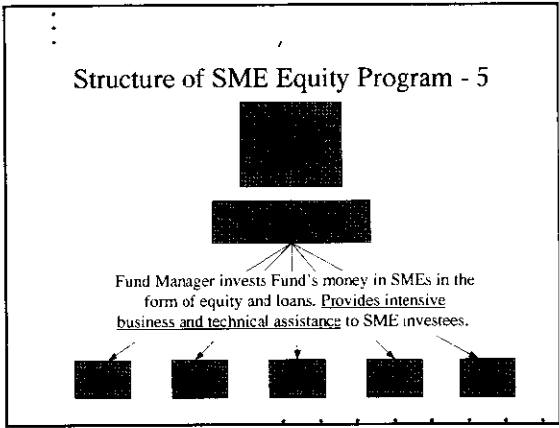 Structure of SME Equity Program - 5
Fund Manager invests Fund's money in SMEs in the
form of equity and loans. Provides intensive
business and technical assistance to SME investees.